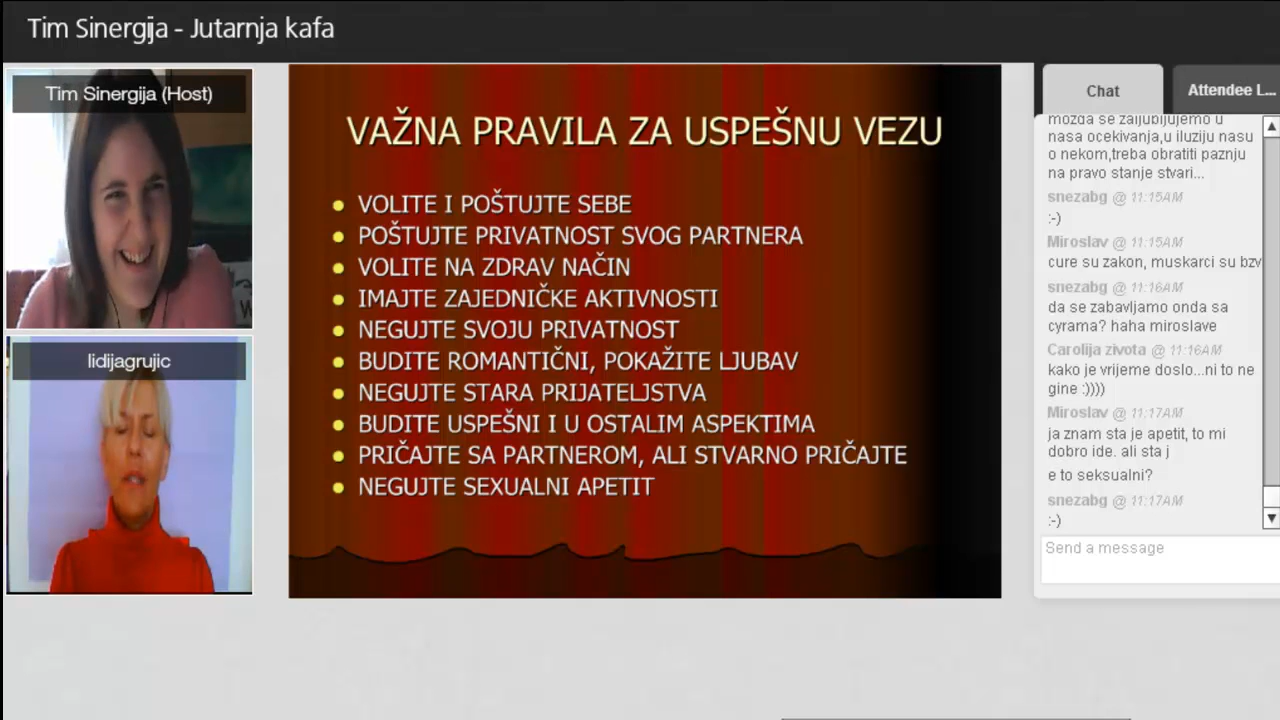 Tim Sinergija - Jutarnja kafa
Tim Sinergija (Host)
lidijagrujic
VAŽNA PRAVILA ZA USPEŠNU VEZU
VOLITE I POŠTUJTE SEBE
POŠTUJTE PRIVATNOST SVOG PARTNERA
VOLITE NA ZDRAV NAČIN
IMAJTE ZAJEDNIČKE AKTIVNOSTI
NEGUJTE SVOJU PRIVATNOST
BUDITE ROMANTIČNI, POKAŽITE LJUBAV
NEGUJTE STARA PRIJATELJSTVA
BUDITE USPEŠNI I U OSTALIM ASPEKTIMA
PRIČAJTE SA PARTNEROM, ALI STVARNO PRIČAJTE
NEGUJTE SEXUALNI APETIT
Chat
Attendee L...
mozda se zaljubljujemo u
nasa ocekivanja,u iluziju nasu
o nekom,treba obratiti paznju
na pravo stanje stvari...
snezabg @ 11:15AM
:-)
Miroslav @ 11:15AM
cure su zakon, muskarci su bzv
snezabg @ 11:16AM
da se zabavljamo onda sa
cyrama? haha miroslave
Carolija zivota @ 11:16AM
kako je vrijeme doslo...ni to ne
gine :))))
Miroslav @ 11:17AM
ja znam sta je apetit, to mi
dobro ide. ali sta j
e to seksualni?
snezabg @ 11:17AM
:-)
Send a message